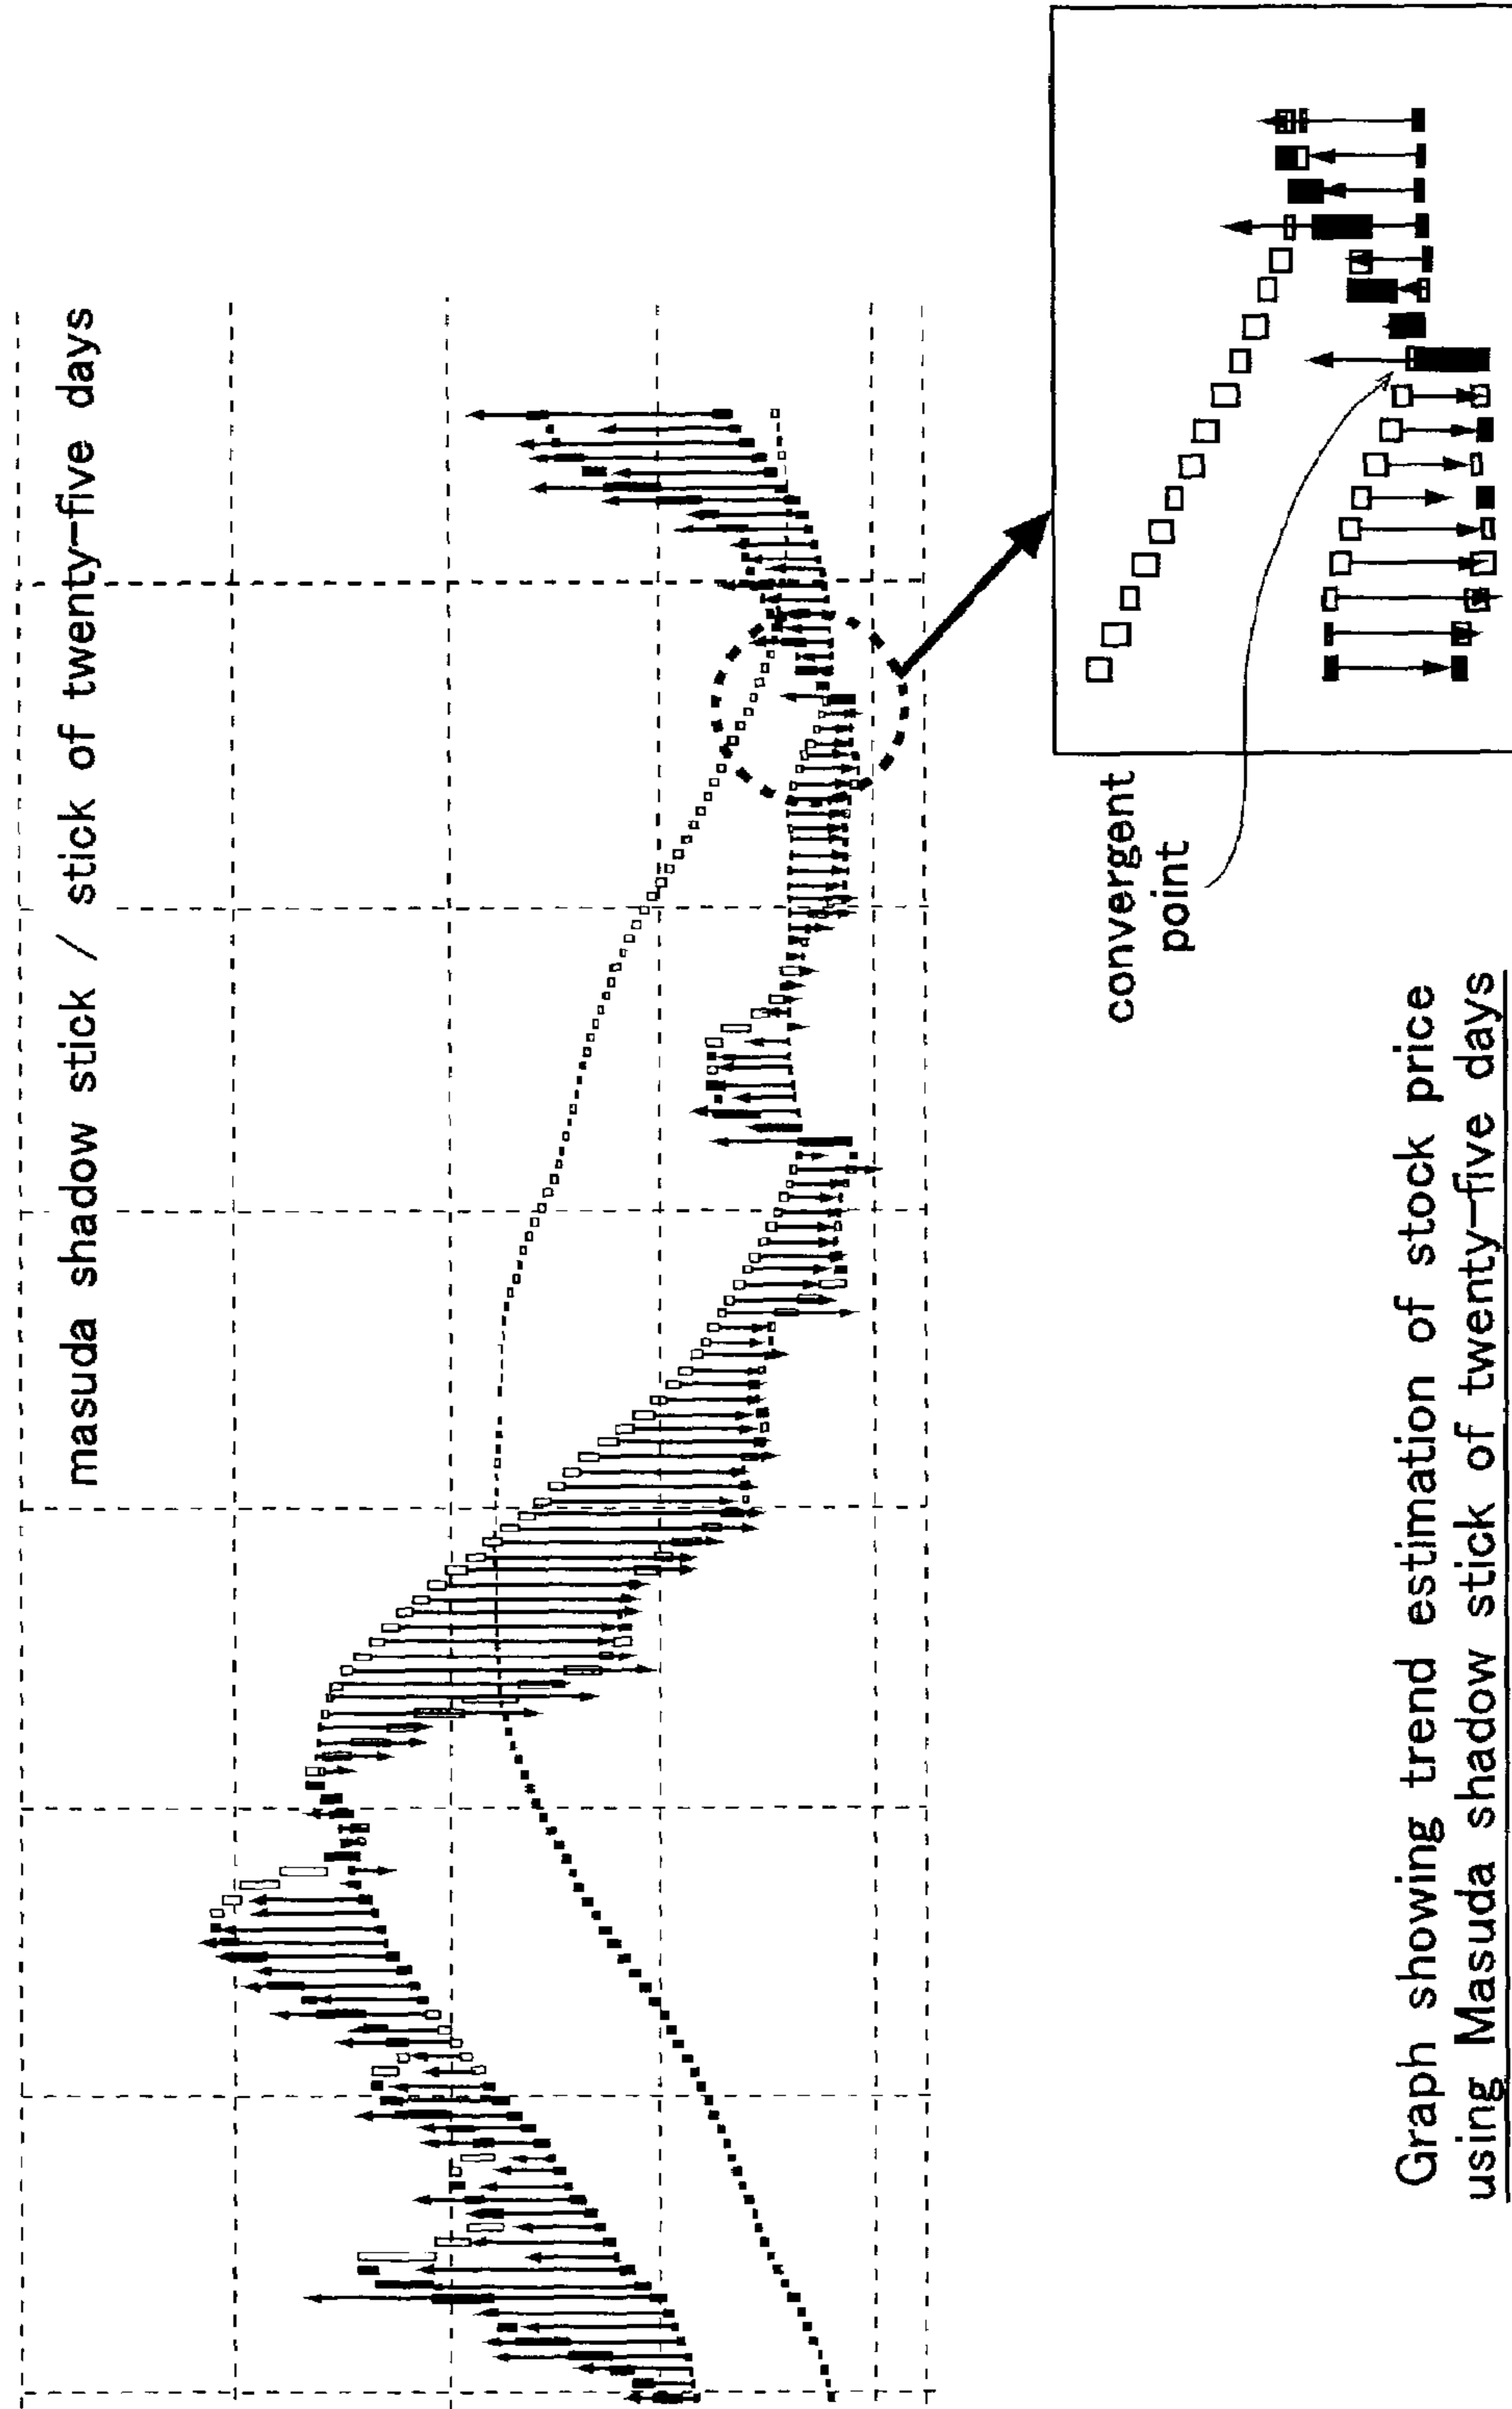 masuda shadow stick / stick of twenty-five days
convergent
point
Graph showing trend estimation of stock price
using Masuda shadow stick of twenty-five days